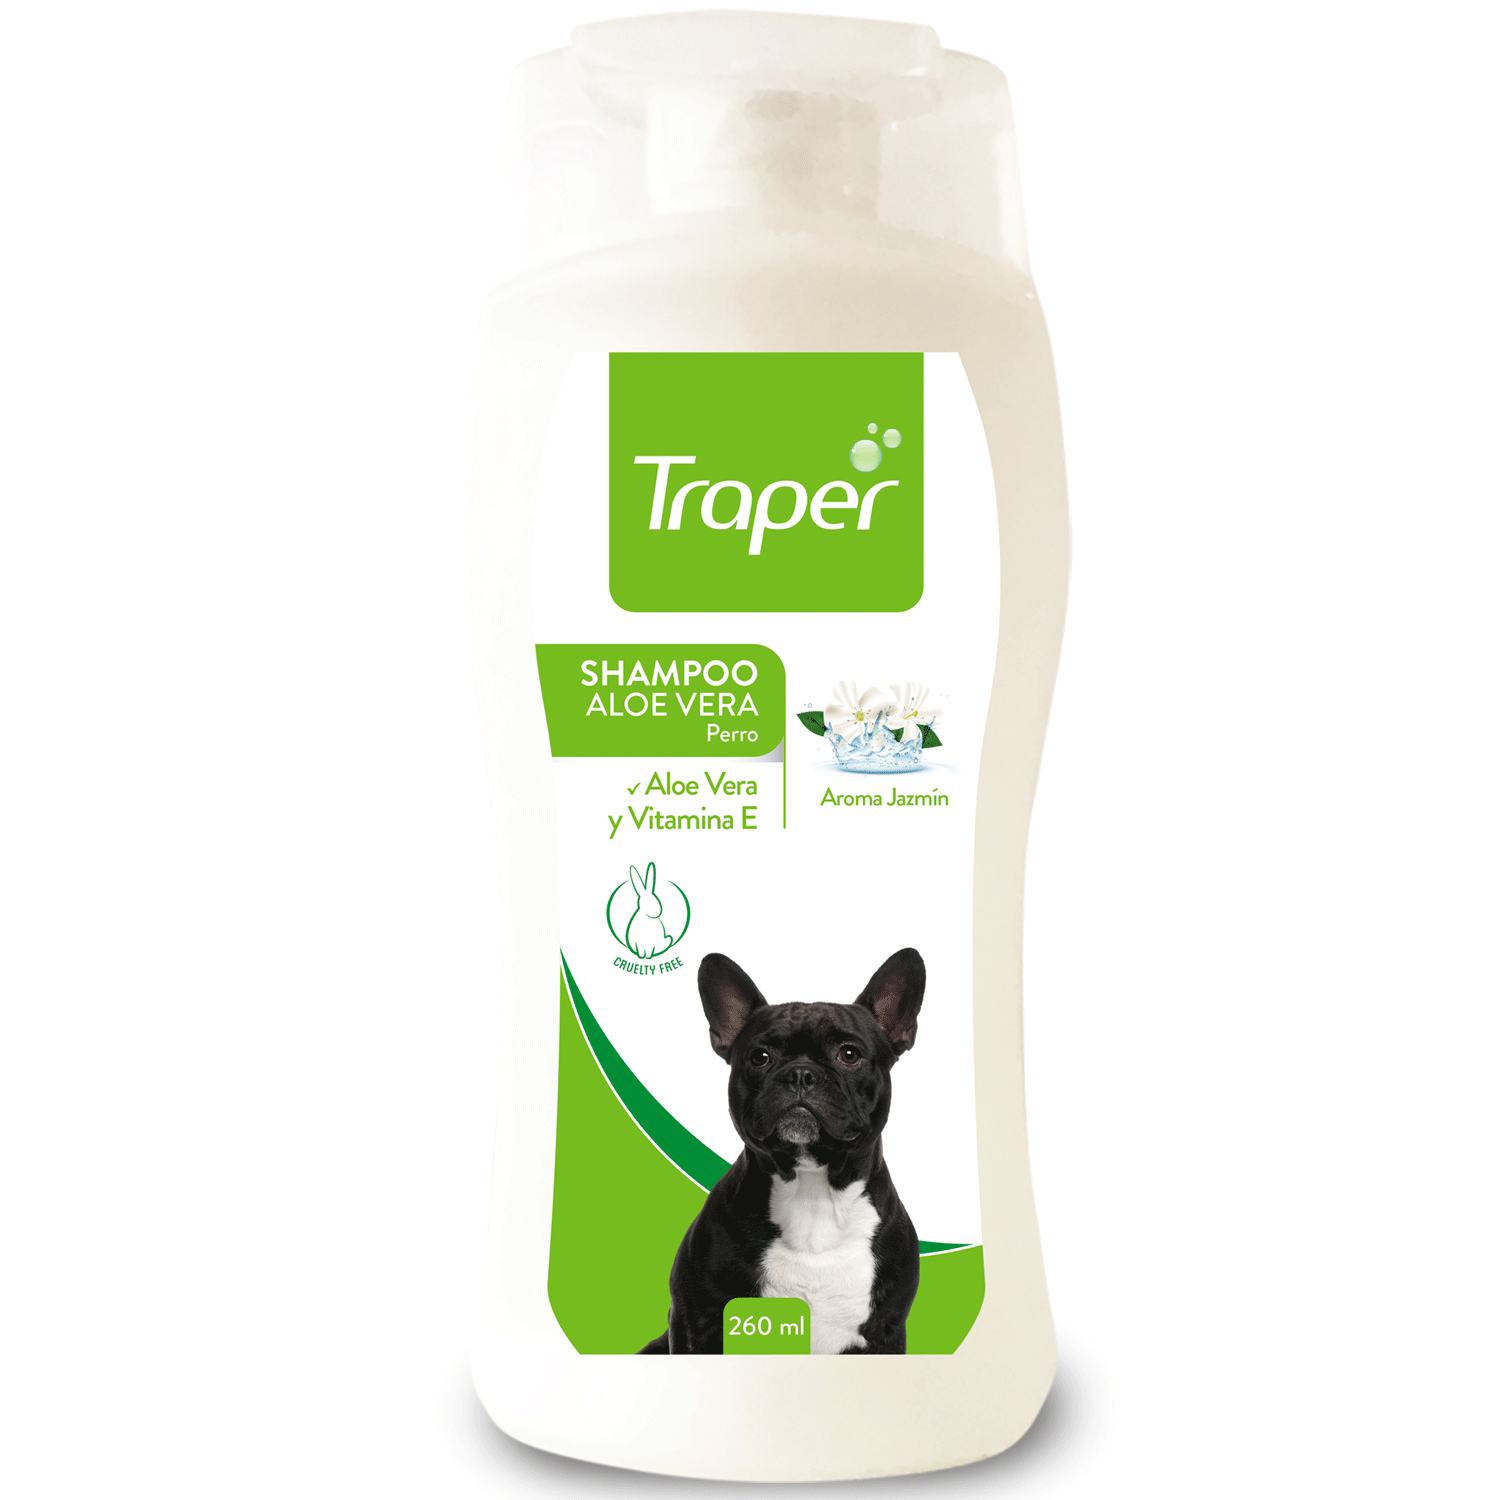 Traper
SHAMPOO
ALOE VERA
Perro
✓ Aloe Vera
y Vitamina E
Aroma Jazmín
CRUELTY FREE
260 ml